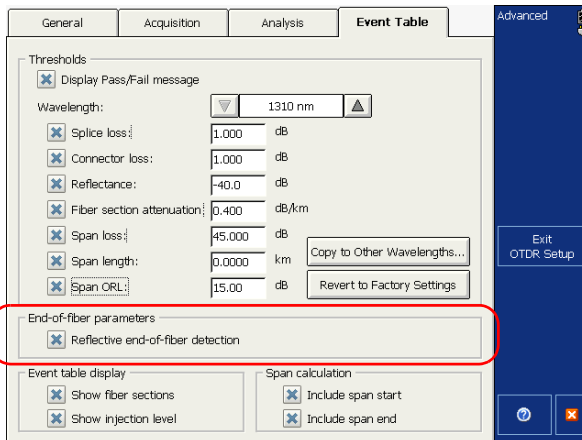 General Acquisition Analysis Event Table Advanced
Thresholds
Display Pass/Fail message
Wavelength: 1310 nm
Splice loss: 1.000 dB
Connector loss: 1.000 dB
Reflectance: -40.0 dB
Fiber section attenuation: 0.400 dB/km
Span loss: 45.000 dB
Copy to Other Wavelengths...
Span length: 0.0000 km
Span ORL: 15.00 dB
Revert to Factory Settings
Exit
OTDR Setup
End-of-fiber parameters
Reflective end-of-fiber detection
Event table display
Show fiber sections
Show injection level
Span calculation
Include span start
Include span end